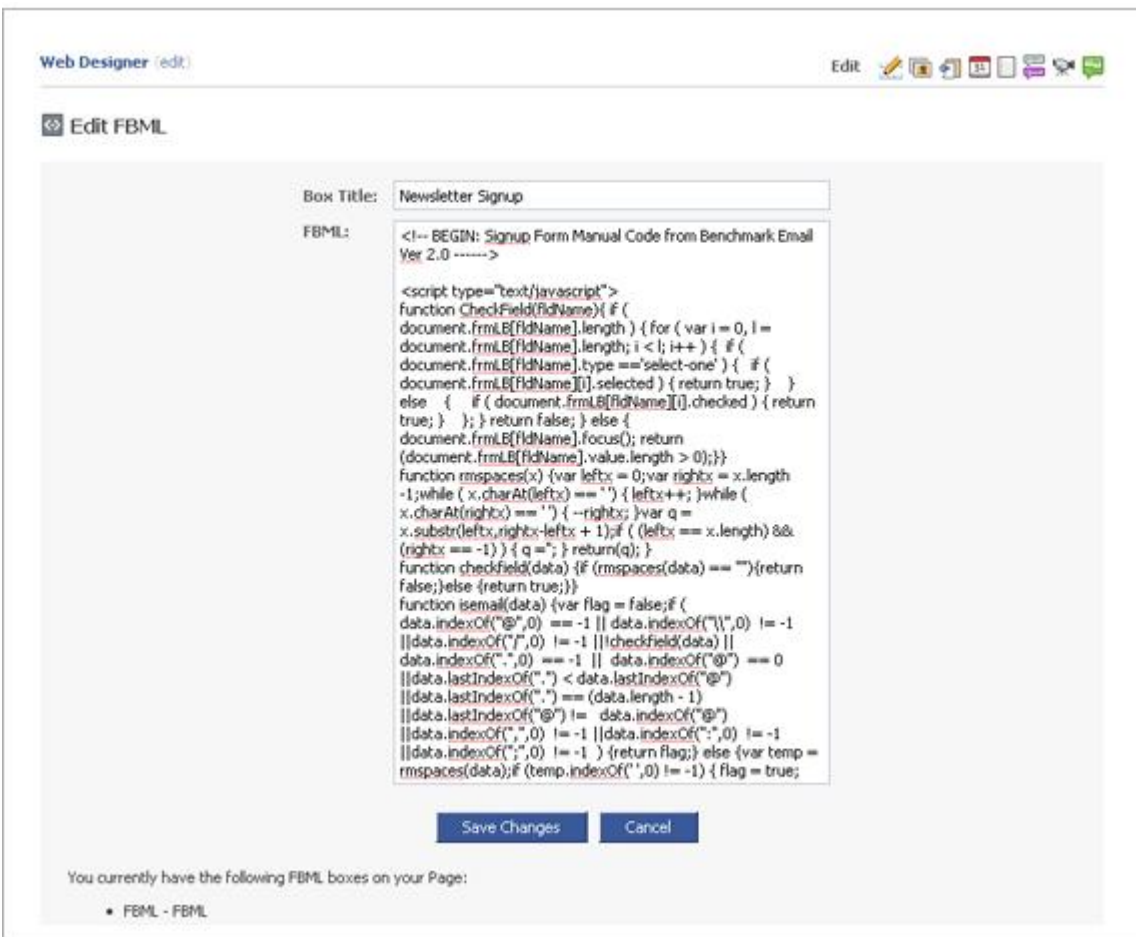 Web Designer (edit)
Edit
31
Edit FBML
Box Title:
Newsletter Signup
FBML:
<!-- BEGIN: Signup Form Manual Code from Benchmark Email
Ver 2.0 ------>
<script type="text/javascript">
function CheckField(fldName){ if (
document.frmLB[fldName].length ) { for ( var i = 0, l =
document.frmLB[fldName].length; i < l; i++ ) {  if (
document.frmLB[fldName].type =='select-one' ) {  if (
document.frmLB[fldName][i].selected ) { return true; }   }
else   {    if ( document.frmLB[fldName][i].checked ) { return
true; }   }; } return false; } else {
document.frmLB[fldName].focus(); return
(document.frmLB[fldName].value.length > 0);}}
function rmspaces(x) {var leftx = 0;var rightx = x.length
-1;while ( x.charAt(leftx) == ' ') { leftx++; }while (
x.charAt(rightx) == ' ') { --rightx; }var q =
x.substr(leftx,rightx-leftx + 1);if ( (leftx == x.length) &&
(rightx == -1) ) { q =''; } return(q); }
function checkfield(data) {if (rmspaces(data) == ""){return
false;}else {return true;}}
function isemail(data) {var flag = false;if (
data.indexOf("@",0)  == -1 || data.indexOf("\\",0)  != -1
||data.indexOf("/",0)  != -1 ||!checkfield(data) ||
data.indexOf(".",0)  == -1  ||  data.indexOf("@")  == 0
||data.lastIndexOf(".") < data.lastIndexOf("@")
||data.lastIndexOf(".") == (data.length - 1)
||data.lastIndexOf("@") !=   data.indexOf("@")
||data.indexOf(",",0)  != -1 ||data.indexOf(":",0)  != -1
||data.indexOf(";",0)  != -1  ) {return flag;} else {var temp =
rmspaces(data);if (temp.indexOf(' ',0) != -1) { flag = true;
Save Changes
Cancel
You currently have the following FBML boxes on your Page:
• FBML - FBML